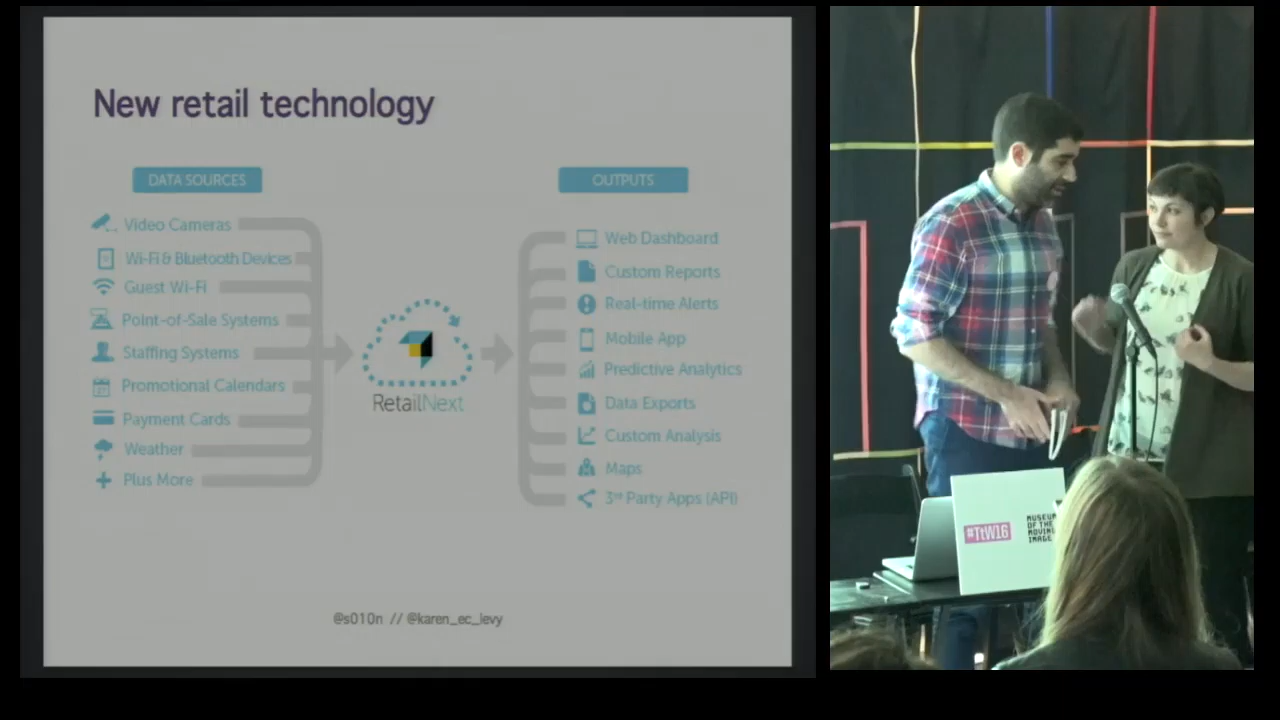 New retail technology
DATA SOURCES
Video Cameras
Wi-Fi & Bluetooth Devices
Guest Wi-Fi
Point-of-Sale Systems
Staffing Systems
Promotional Calendars
Payment Cards
Weather
Plus More
RetailNext
OUTPUTS
Web Dashboard
Custom Reports
Real-time Alerts
Mobile App
Predictive Analytics
Data Exports
Custom Analysis
Maps
3rd Party Apps (API)
@s010n // @karen_ec_levy
#TtW16
MUSEUM
OF THE
MOVING
IMAGE